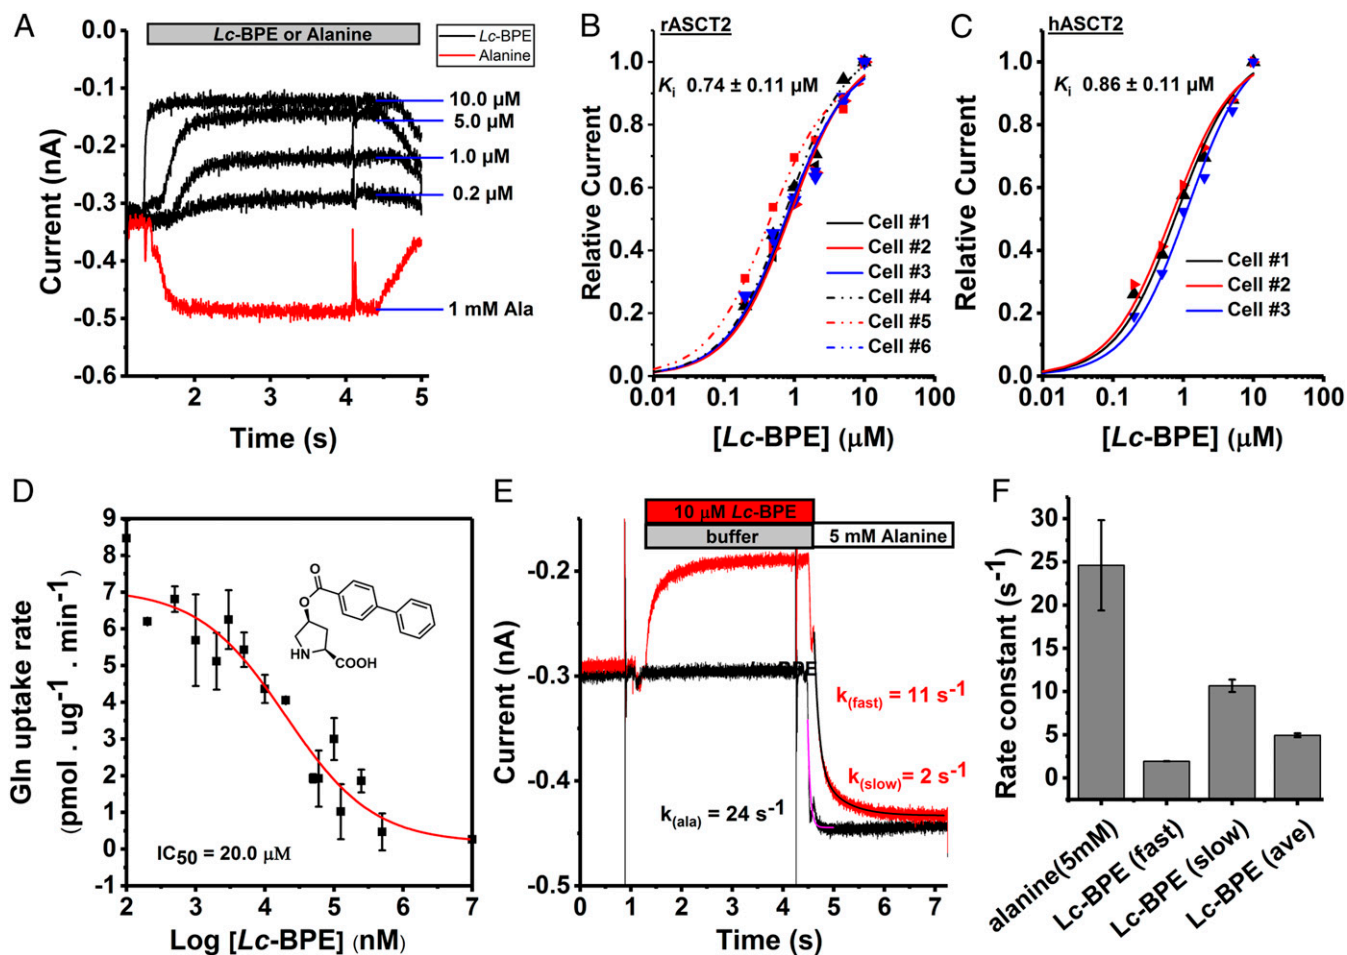 A
Lc-BPE or Alanine
Lc-BPE
Alanine
0.0
-0.1
-0.2
-0.3
-0.4
-0.5
-0.6
Current (nA)
10.0 µM
5.0 µM
1.0 µM
0.2 µM
1 mM Ala
2 3 4 5
Time (s)
B
rASCT2
Ki 0.74 ± 0.11 µM
1.0
0.8
0.6
0.4
0.2
0.0
Relative Current
Cell #1
Cell #2
Cell #3
Cell #4
Cell #5
Cell #6
0.01 0.1 1 10 100
[Lc-BPE] (µM)
C
hASCT2
Ki 0.86 ± 0.11 µM
1.0
0.8
0.6
0.4
0.2
0.0
Relative Current
Cell #1
Cell #2
Cell #3
0.01 0.1 1 10 100
[Lc-BPE] (µM)
D
9
8
7
6
5
4
3
2
1
0
-1
Gln uptake rate
(pmol . ug-1 . min-1)
O
O
HN
COOH
IC50 = 20.0 µM
2 3 4 5 6 7
Log [Lc-BPE] (nM)
E
10 µM Lc-BPE
buffer
5 mM Alanine
-0.2
-0.3
-0.4
-0.5
Current (nA)
BPE
k(fast) = 11 s-1
k(slow) = 2 s-1
k(ala) = 24 s-1
0 1 2 3 4 5 6 7
Time (s)
F
30
25
20
15
10
5
0
Rate constant (s-1)
alanine(5mM)
Lc-BPE (fast)
Lc-BPE (slow)
Lc-BPE (ave)